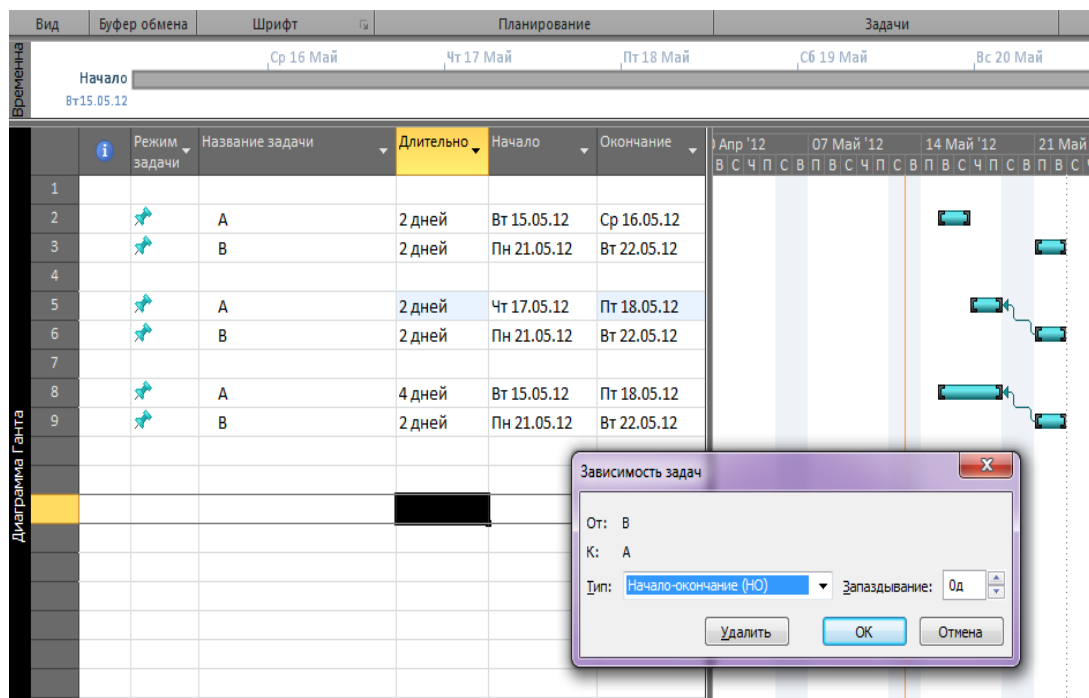 Вид Буфер обмена Шрифт Планирование Задачи
Временна
Ср 16 Май Чт 17 Май Пт 18 Май Сб 19 Май Вс 20 Май
Начало
Вт15.05.12
Режим задачи Название задачи Длительно Начало Окончание
Апр '12 07 Май '12 14 Май '12 21 Май
В С Ч П С В П В С Ч П С В П В С Ч П С В П В С
1
2 A 2 дней Вт 15.05.12 Ср 16.05.12
3 B 2 дней Пн 21.05.12 Вт 22.05.12
4
5 A 2 дней Чт 17.05.12 Пт 18.05.12
6 B 2 дней Пн 21.05.12 Вт 22.05.12
7
8 A 4 дней Вт 15.05.12 Пт 18.05.12
9 B 2 дней Пн 21.05.12 Вт 22.05.12
Диаграмма Ганта
Зависимость задач
От: B
К: A
Тип: Начало-окончание (НО) Запаздывание: 0д
Удалить ОК Отмена